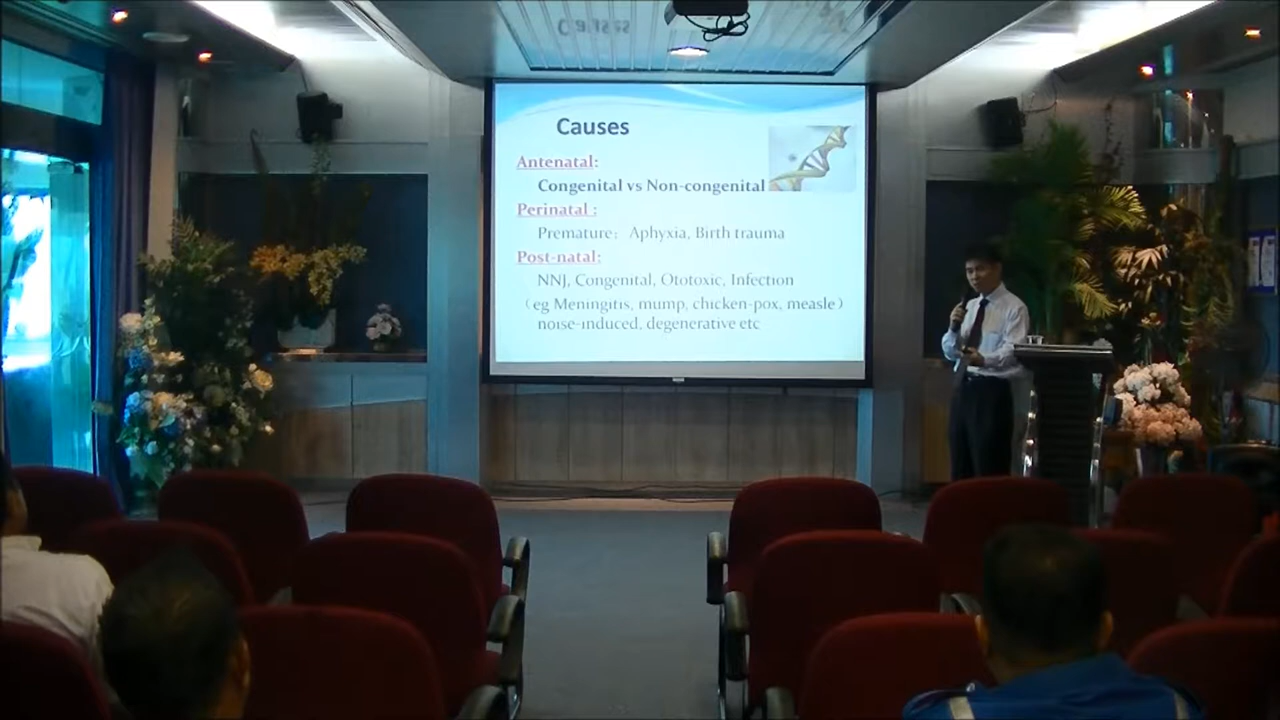 Causes
Antenatal:
Congenital vs Non-congenital
Perinatal :
Premature: Aphyxia, Birth trauma
Post-natal:
NNJ, Congenital, Ototoxic, Infection
(eg Meningitis, mump, chicken-pox, measle)
noise-induced, degenerative etc